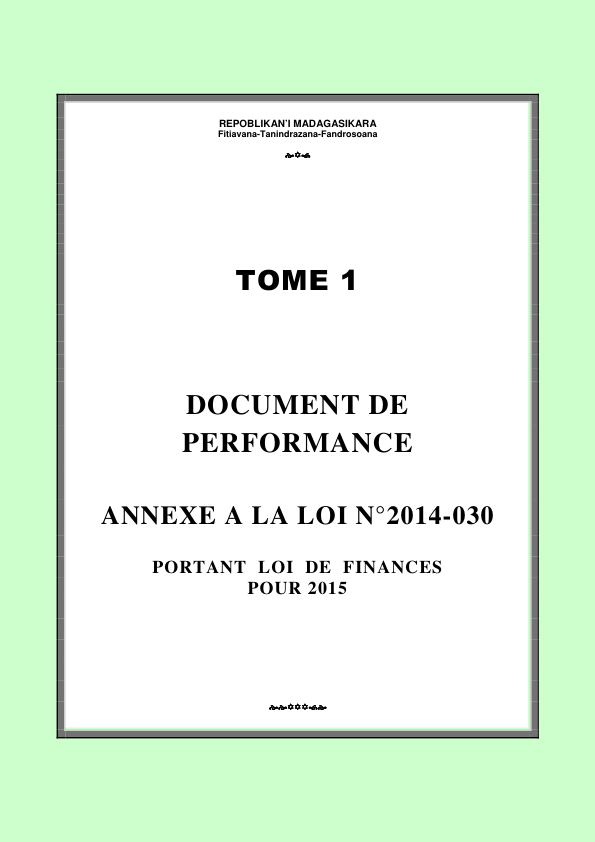 REPOBLIKAN'I MADAGASIKARA
Fitiavana-Tanindrazana-Fandrosoana
TOME 1
DOCUMENT DE
PERFORMANCE
ANNEXE A LA LOI N°2014-030
PORTANT LOI DE FINANCES
POUR 2015